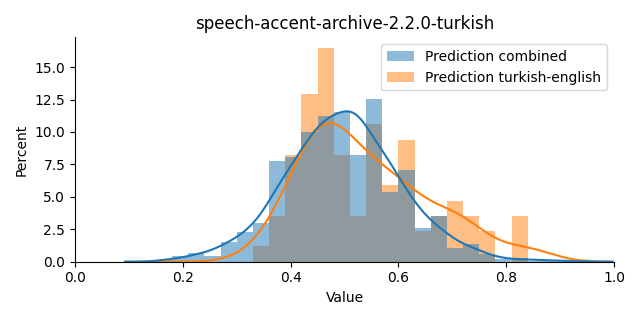 speech-accent-archive-2.2.0-turkish
Prediction combined
Prediction turkish-english
Percent
15.0
12.5
10.0
7.5
5.0
2.5
0.0
0.0 0.2 0.4 0.6 0.8 1.0
Value